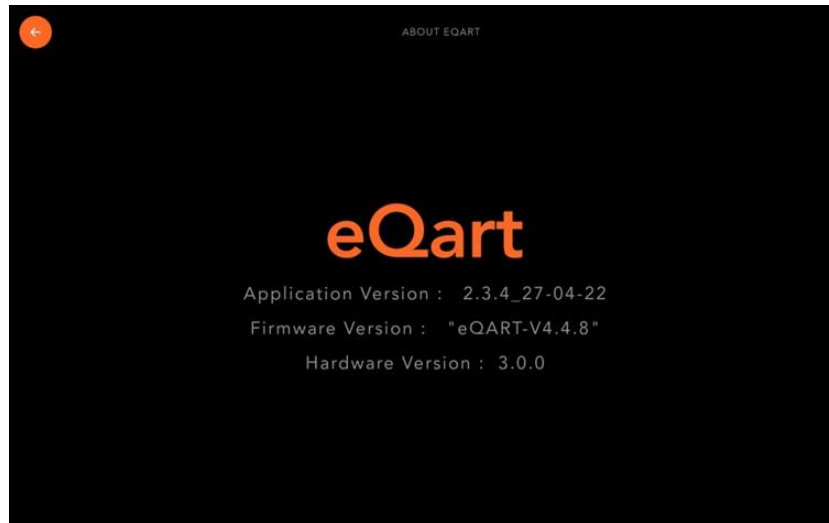 ABOUT EQART
eQart
Application Version : 2.3.4_27-04-22
Firmware Version : "eQART-V4.4.8"
Hardware Version : 3.0.0